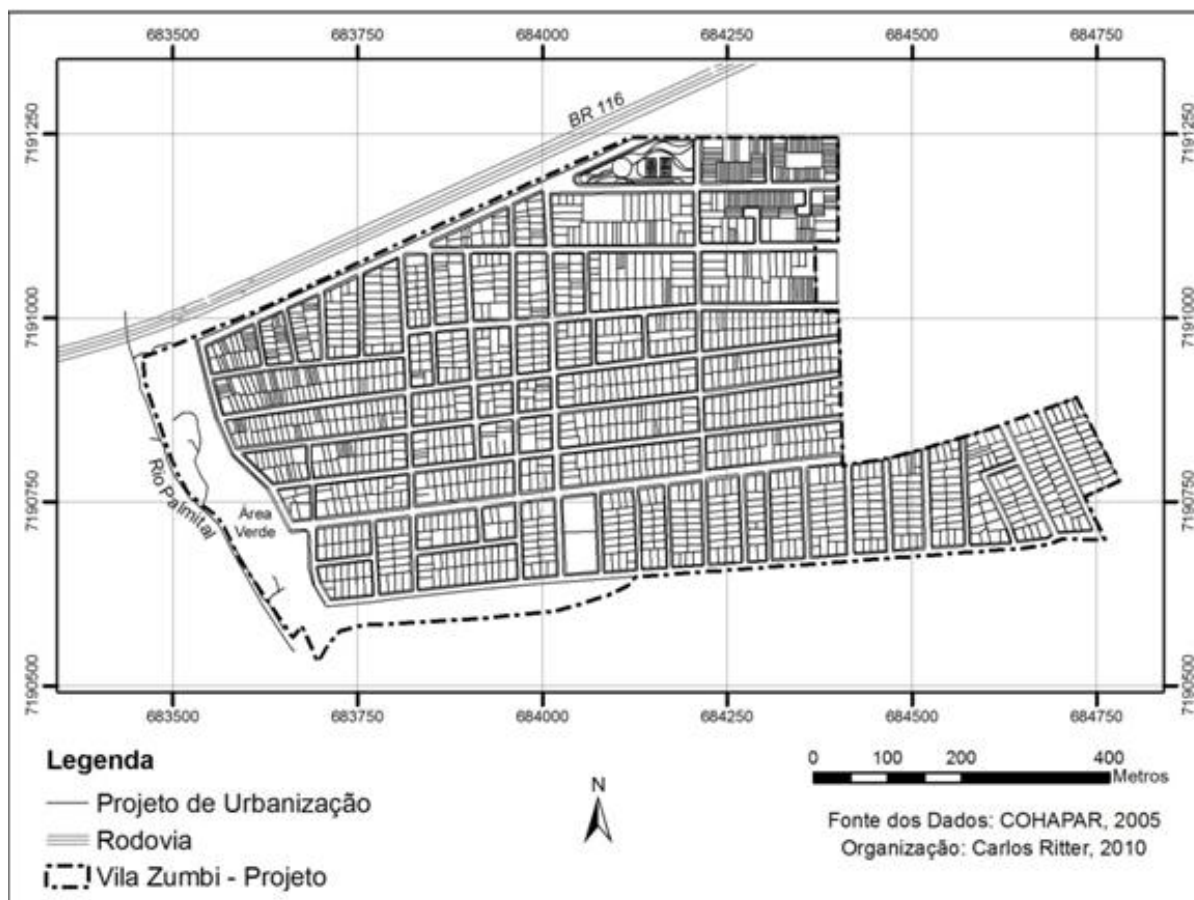 683500 683750 684000 684250 684500 684750
7191250 7191250
BR 116
7191000 7191000
Rio Palmital
Área
Verde
7190750 7190750
7190500 7190500
683500 683750 684000 684250 684500 684750
Legenda
Projeto de Urbanização
Rodovia
Vila Zumbi - Projeto
N
0 100 200 400
Metros
Fonte dos Dados: COHAPAR, 2005
Organização: Carlos Ritter, 2010